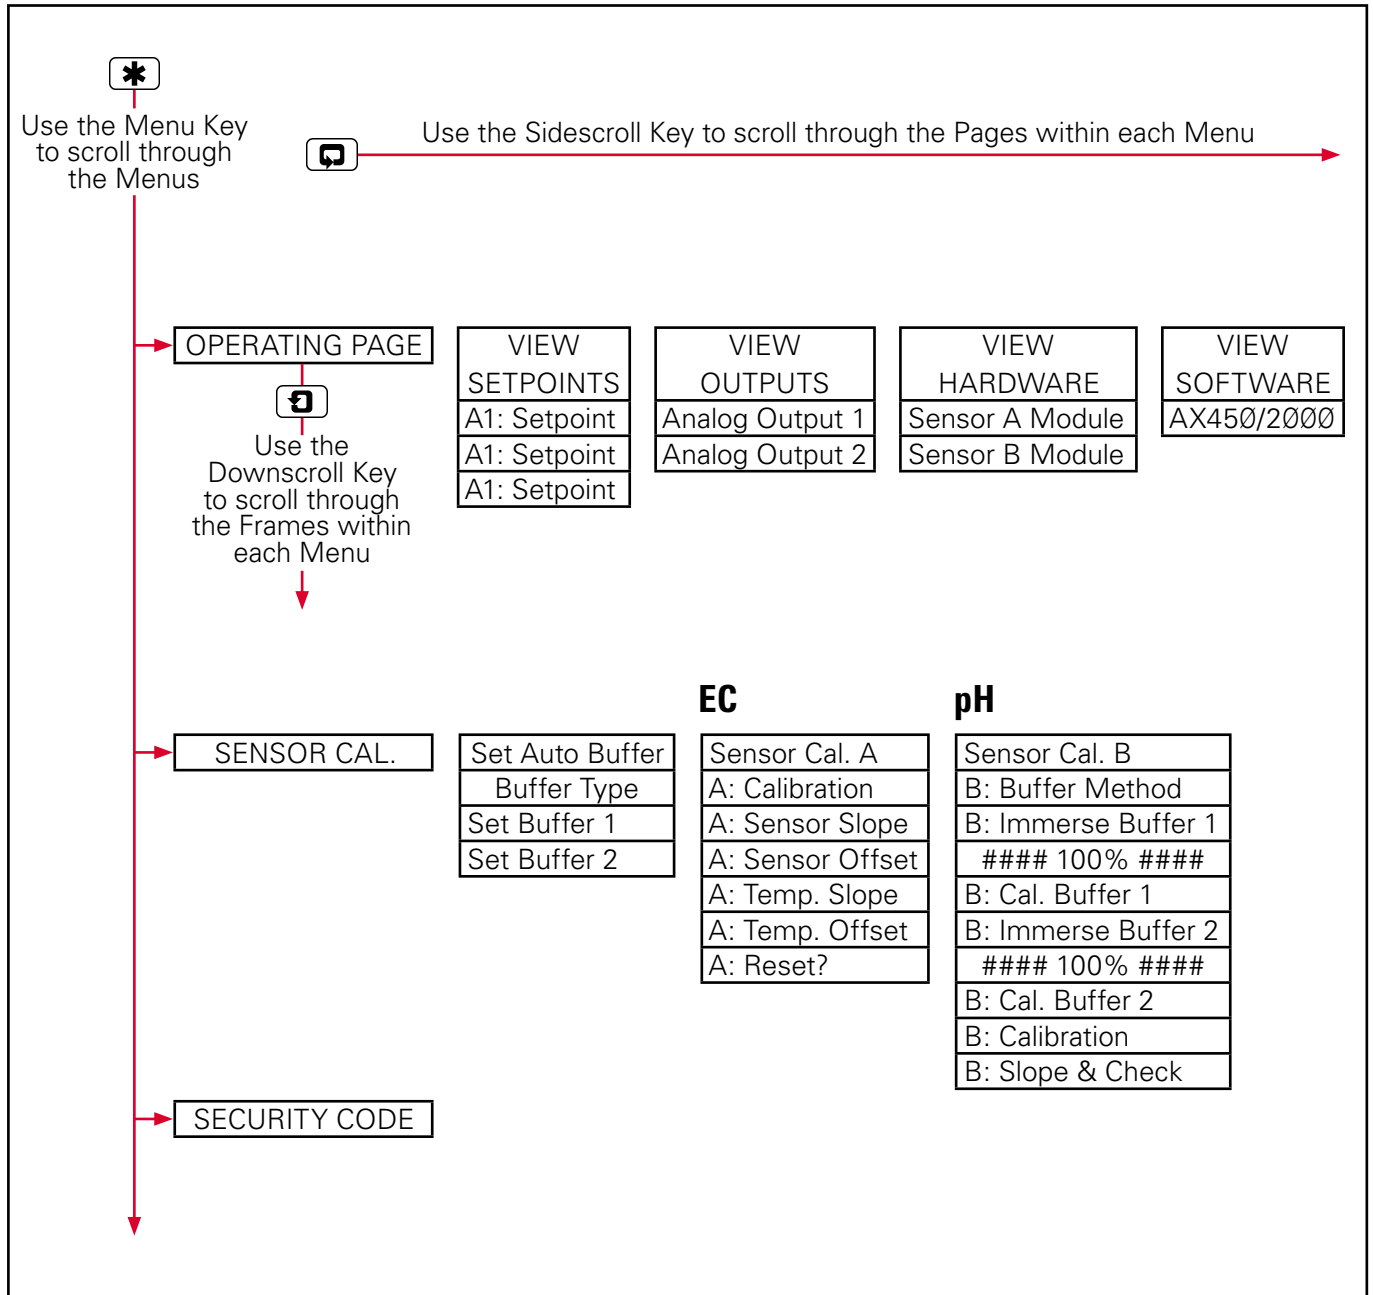 Use the Menu Key
to scroll through
the Menus
Use the Sidescroll Key to scroll through the Pages within each Menu
OPERATING PAGE
Use the
Downscroll Key
to scroll through
the Frames within
each Menu
VIEW
SETPOINTS
A1: Setpoint
A1: Setpoint
A1: Setpoint
VIEW
OUTPUTS
Analog Output 1
Analog Output 2
VIEW
HARDWARE
Sensor A Module
Sensor B Module
VIEW
SOFTWARE
AX45Ø/2ØØØ
SENSOR CAL.
Set Auto Buffer
Buffer Type
Set Buffer 1
Set Buffer 2
EC
Sensor Cal. A
A: Calibration
A: Sensor Slope
A: Sensor Offset
A: Temp. Slope
A: Temp. Offset
A: Reset?
pH
Sensor Cal. B
B: Buffer Method
B: Immerse Buffer 1
#### 100% ####
B: Cal. Buffer 1
B: Immerse Buffer 2
#### 100% ####
B: Cal. Buffer 2
B: Calibration
B: Slope & Check
SECURITY CODE